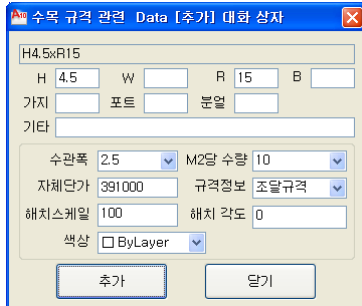 A10 수목 규격 관련 Data [추가] 대화 상자
H4.5xR15
H 4.5 W R 15 B
가지 포트 분얼
기타
수관폭 2.5 M2당 수량 10
자체단가 391000 규격정보 조달규격
해치스케일 100 해치 각도 0
색상 ByLayer
추가 닫기